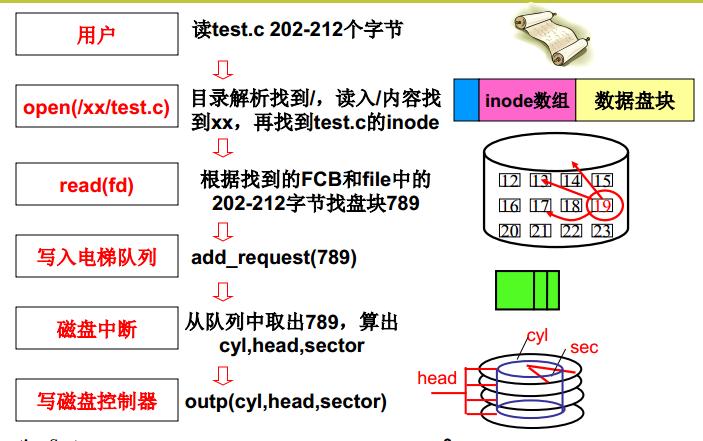 用户
读test.c 202-212个字节
open(/xx/test.c)
目录解析找到/，读入/内容找
到xx，再找到test.c的inode
inode数组
数据盘块
read(fd)
根据找到的FCB和file中的
202-212字节找盘块789
12 13 14 15
16 17 18 19
20 21 22 23
写入电梯队列
add_request(789)
磁盘中断
从队列中取出789，算出
cyl,head,sector
cyl
sec
head
写磁盘控制器
outp(cyl,head,sector)